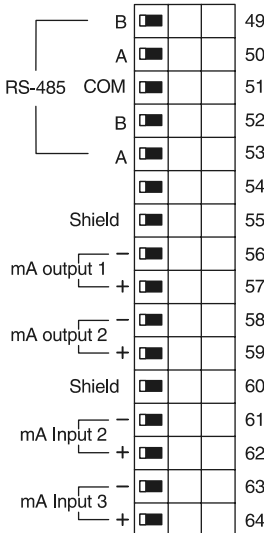 B 49
A 50
RS-485 COM 51
B 52
A 53
54
Shield 55
− 56
mA output 1
+ 57
− 58
mA output 2
+ 59
Shield 60
− 61
mA Input 2
+ 62
− 63
mA Input 3
+ 64